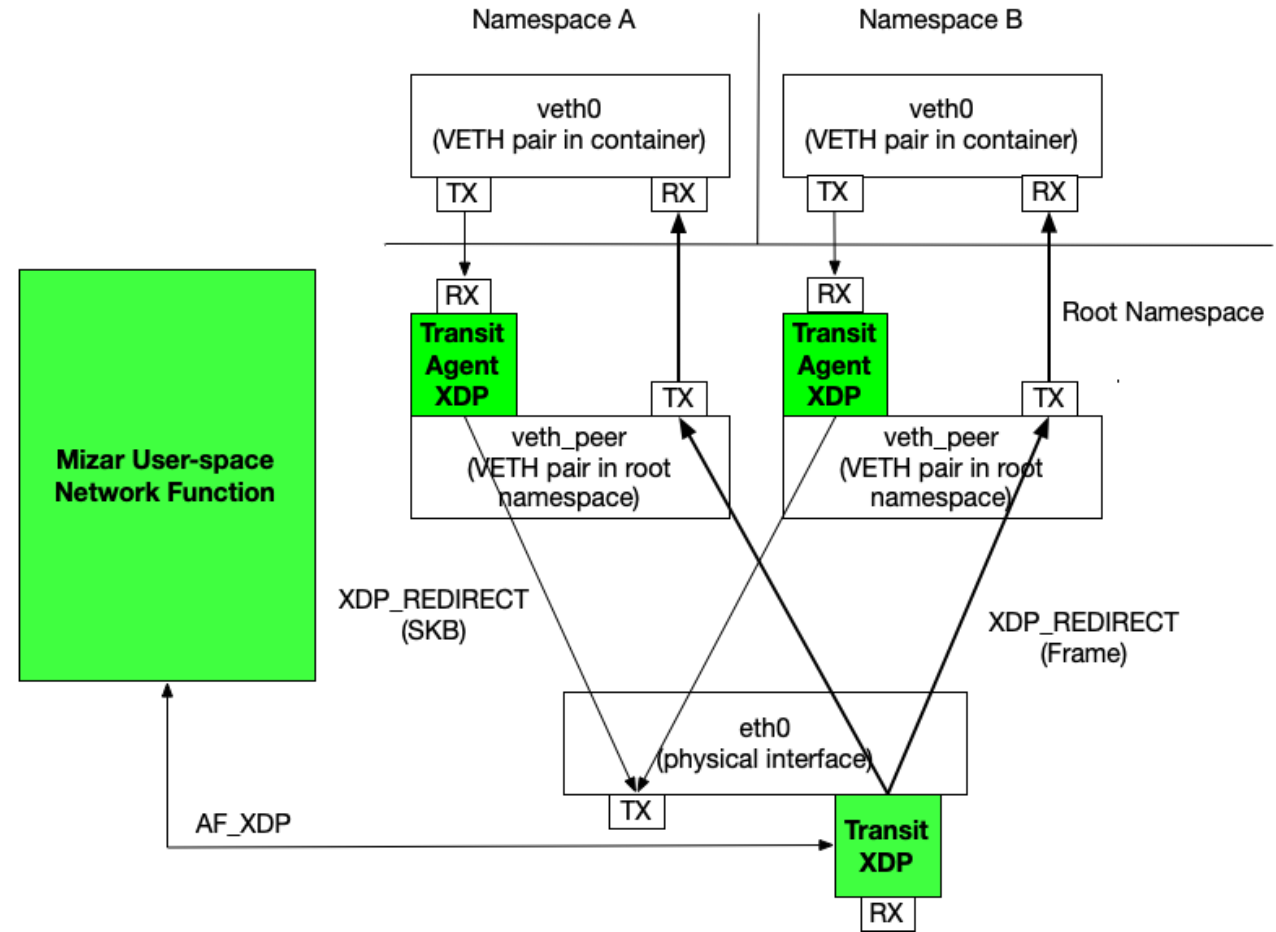 Namespace A
Namespace B
veth0
(VETH pair in container)
veth0
(VETH pair in container)
TX
RX
TX
RX
RX
Transit
Agent
XDP
TX
RX
Transit
Agent
XDP
TX
Root Namespace
veth_peer
(VETH pair in root
namespace)
veth_peer
(VETH pair in root
namespace)
Mizar User-space
Network Function
XDP_REDIRECT
(SKB)
XDP_REDIRECT
(Frame)
eth0
(physical interface)
TX
AF_XDP
Transit
XDP
RX